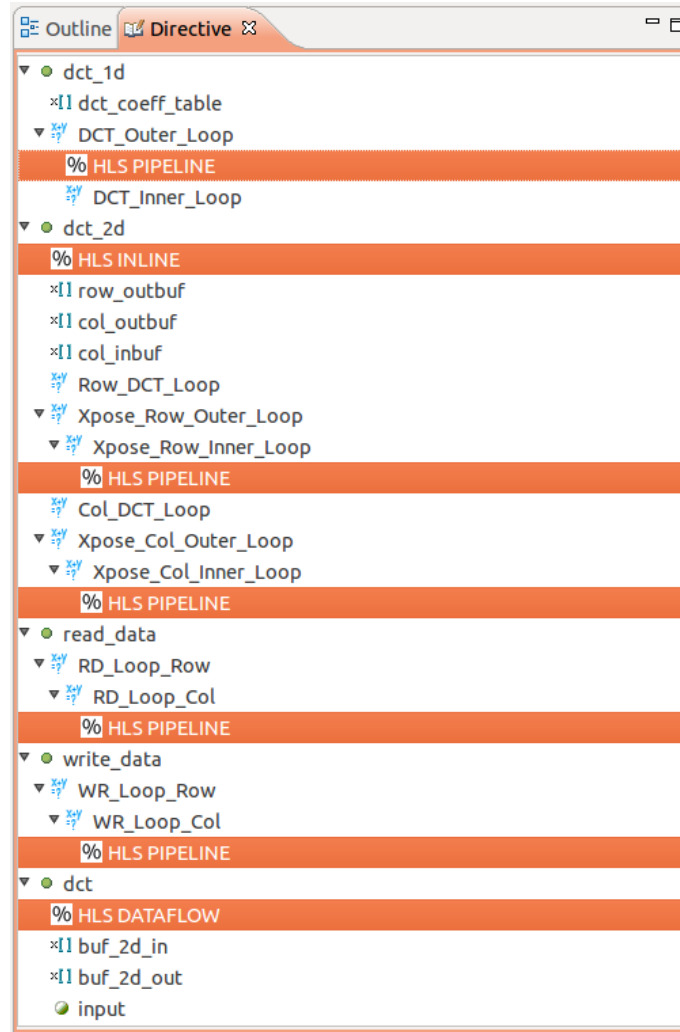 Outline Directive
dct_1d
×[] dct_coeff_table
X+Y =? DCT_Outer_Loop
% HLS PIPELINE
X+Y =? DCT_Inner_Loop
dct_2d
% HLS INLINE
×[] row_outbuf
×[] col_outbuf
×[] col_inbuf
X+Y =? Row_DCT_Loop
X+Y =? Xpose_Row_Outer_Loop
X+Y =? Xpose_Row_Inner_Loop
% HLS PIPELINE
X+Y =? Col_DCT_Loop
X+Y =? Xpose_Col_Outer_Loop
X+Y =? Xpose_Col_Inner_Loop
% HLS PIPELINE
read_data
X+Y =? RD_Loop_Row
X+Y =? RD_Loop_Col
% HLS PIPELINE
write_data
X+Y =? WR_Loop_Row
X+Y =? WR_Loop_Col
% HLS PIPELINE
dct
% HLS DATAFLOW
×[] buf_2d_in
×[] buf_2d_out
input